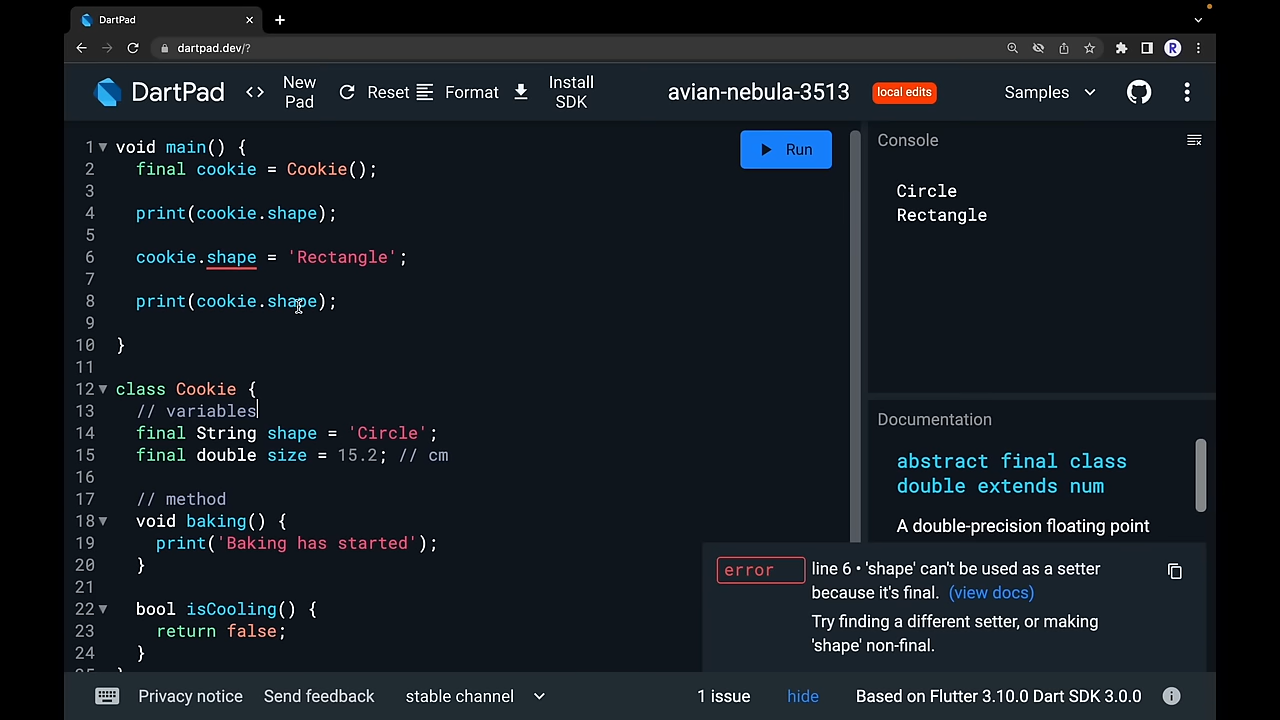 DartPad
dartpad.dev/?
R
DartPad
New Pad
Reset
Format
Install SDK
avian-nebula-3513
local edits
Samples
1 void main() {
2 final cookie = Cookie();
3
4 print(cookie.shape);
5
6 cookie.shape = 'Rectangle';
7
8 print(cookie.shape);
9
10 }
11
12 class Cookie {
13 // variables
14 final String shape = 'Circle';
15 final double size = 15.2; // cm
16
17 // method
18 void baking() {
19 print('Baking has started');
20 }
21
22 bool isCooling() {
23 return false;
24 }
Run
Console
Circle
Rectangle
Documentation
abstract final class
double extends num
A double-precision floating point
error
line 6 • 'shape' can't be used as a setter
because it's final. (view docs)
Try finding a different setter, or making
'shape' non-final.
Privacy notice
Send feedback
stable channel
1 issue
hide
Based on Flutter 3.10.0 Dart SDK 3.0.0